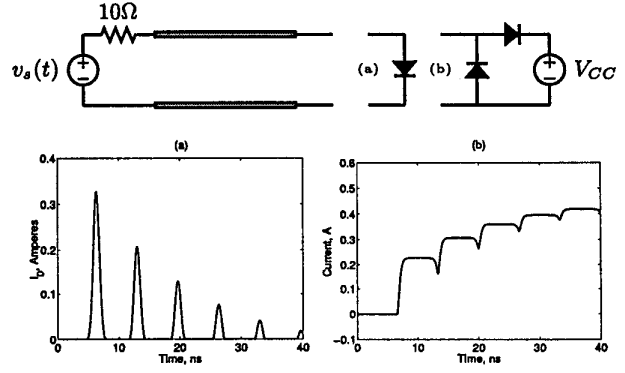 10Ω
v_s(t)
(a)
(b)
V_CC
(a)
I_D, Amperes
0.4
0.3
0.2
0.1
0
0
10
20
30
40
Time, ns
(b)
Current, A
0.6
0.5
0.4
0.3
0.2
0.1
0
-0.1
0
10
20
30
40
Time, ns